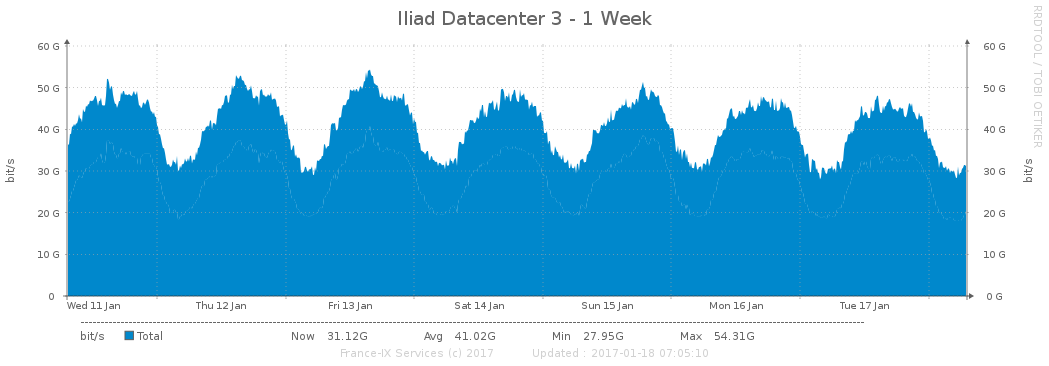 Iliad Datacenter 3 - 1 Week
RRDTOOL / TOBI OETIKER
60 G 60 G
50 G 50 G
40 G 40 G
30 G 30 G
20 G 20 G
10 G 10 G
0 0 G
bit/s bit/s
Wed 11 Jan Thu 12 Jan Fri 13 Jan Sat 14 Jan Sun 15 Jan Mon 16 Jan Tue 17 Jan
bit/s Total Now 31.12G Avg 41.02G Min 27.95G Max 54.31G
France-IX Services (c) 2017 Updated : 2017-01-18 07:05:10